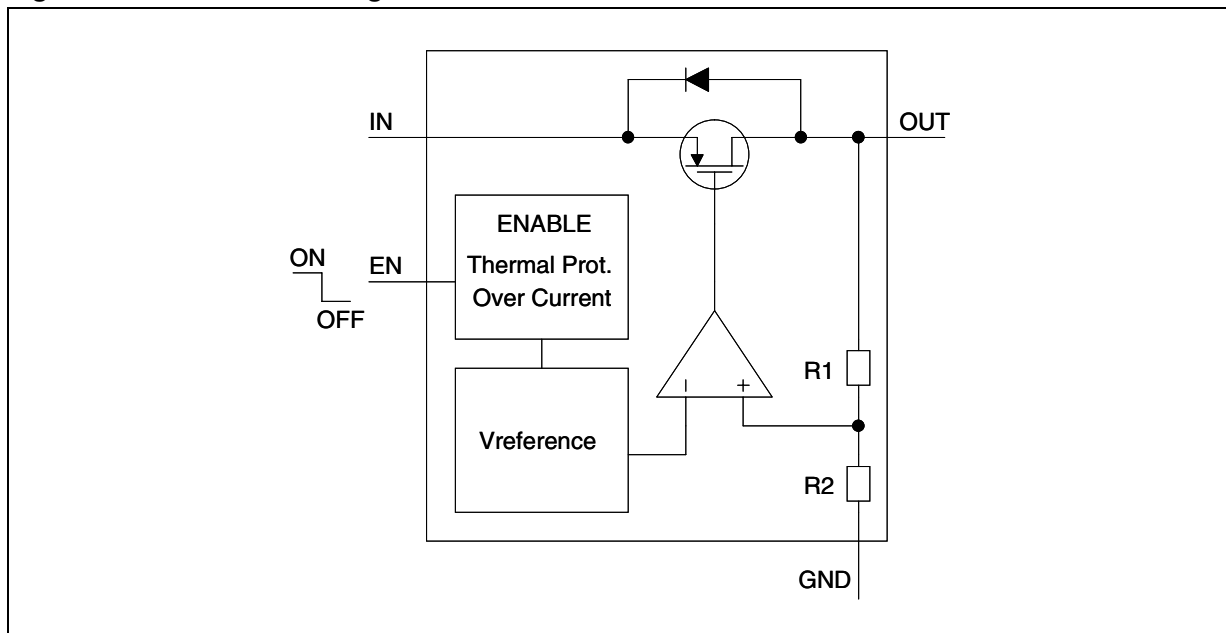 IN
OUT
ENABLE
Thermal Prot.
Over Current
ON
OFF
EN
Vreference
− +
R1
R2
GND